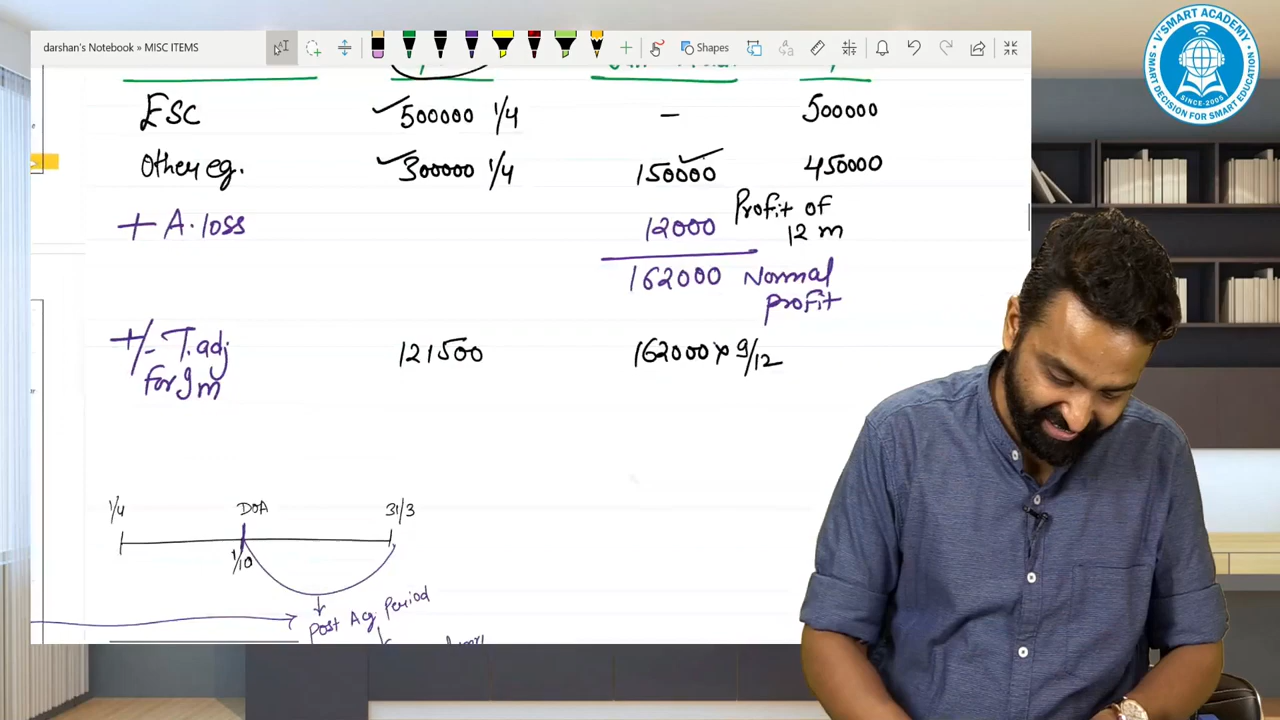 darshan's Notebook » MISC ITEMS
Shapes
ESC 500000 1/4 – 500000
Other eq. 300000 1/4 150000 450000
+ A. loss 12000 Profit of 12 m
162000 Normal profit
+/- T. adj for 9 m 121500 162000 × 9/12
1/4 DOA 31/3
1/10
Post Acq Period
V'SMART ACADEMY
SINCE-2005
SMART DECISION FOR SMART EDUCATION